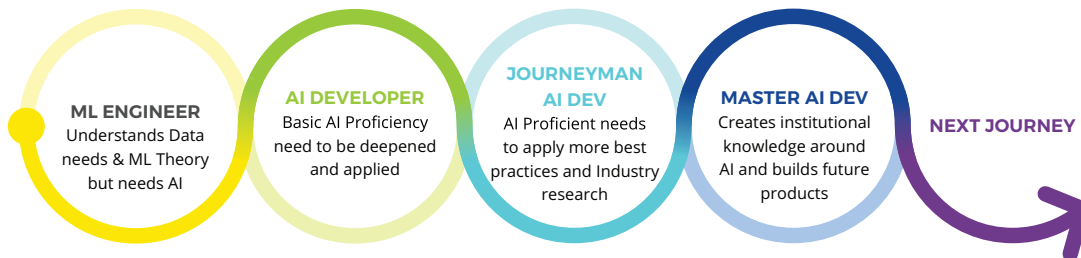 ML ENGINEER
Understands Data
needs & ML Theory
but needs AI
AI DEVELOPER
Basic AI Proficiency
need to be deepened
and applied
JOURNEYMAN
AI DEV
AI Proficient needs
to apply more best
practices and Industry
research
MASTER AI DEV
Creates institutional
knowledge around
AI and builds future
products
NEXT JOURNEY